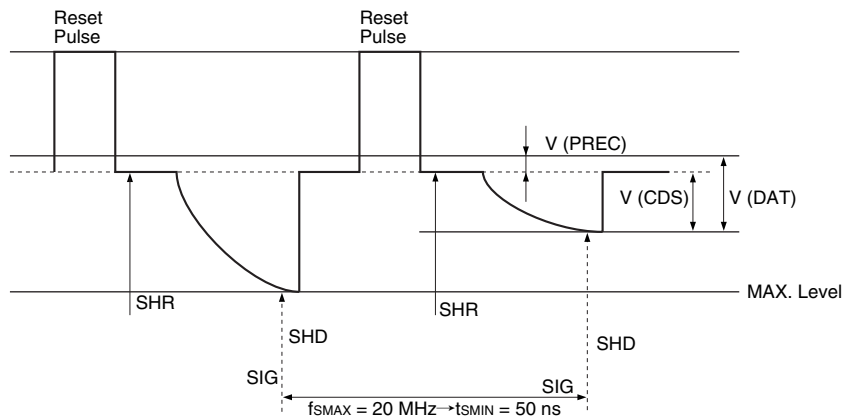 Reset
Pulse
Reset
Pulse
V (PREC)
V (CDS)
V (DAT)
MAX. Level
SHR
SHR
SHD
SHD
SIG
SIG
fSMAX = 20 MHz→tSMIN = 50 ns